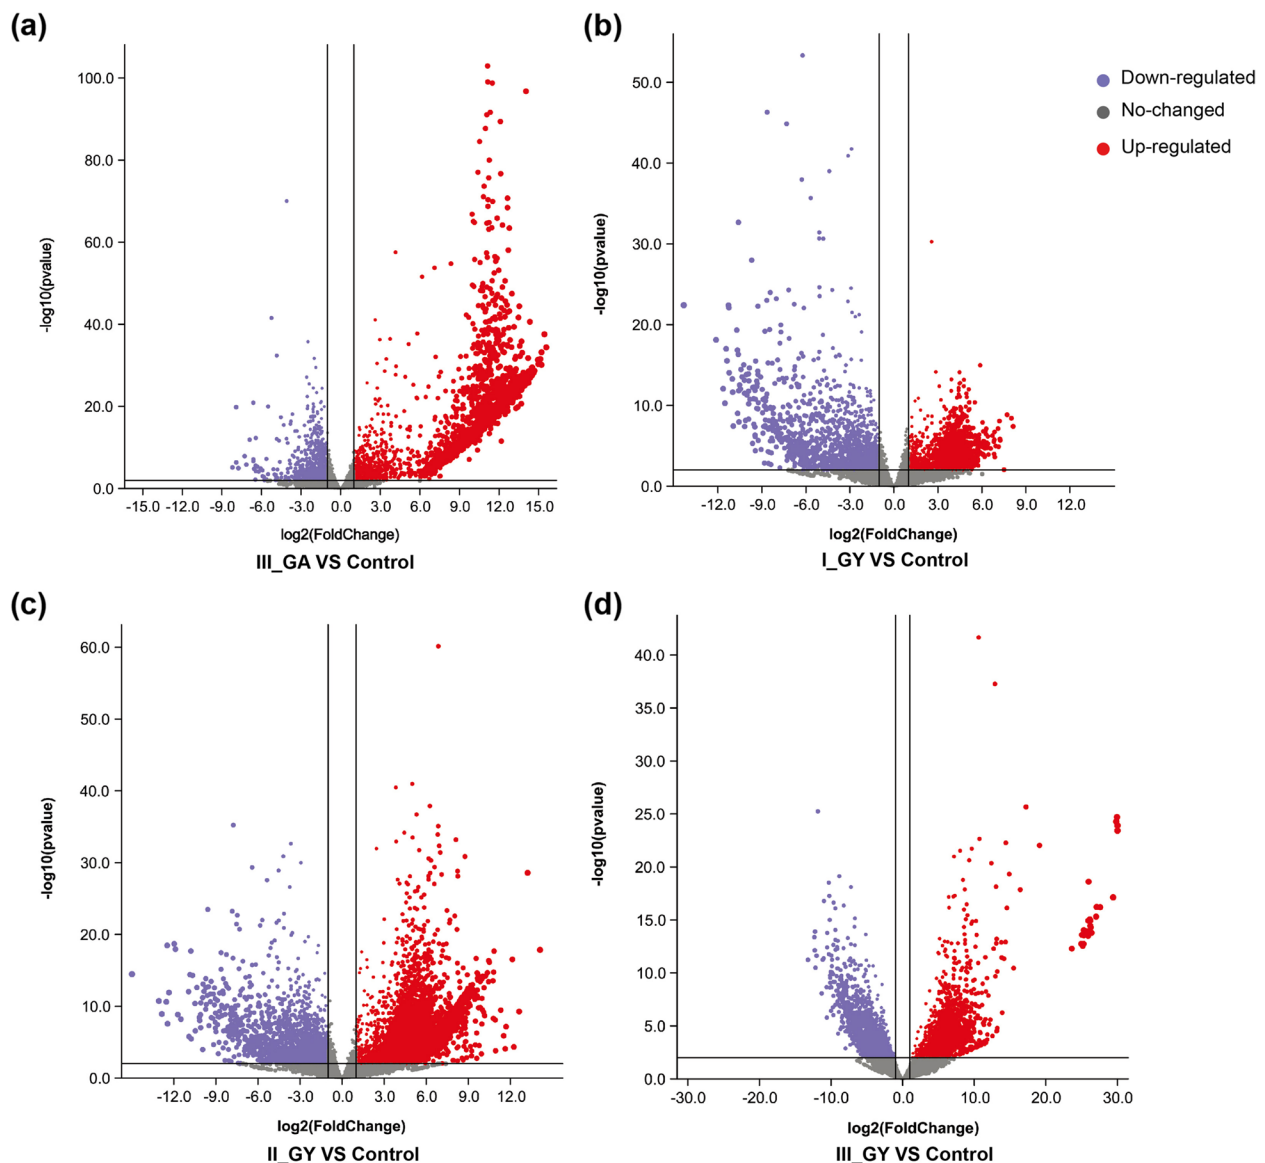 (a)
100.0
80.0
60.0
40.0
20.0
0.0
-log10(pvalue)
-15.0 -12.0 -9.0 -6.0 -3.0 0.0 3.0 6.0 9.0 12.0 15.0
log2(FoldChange)
III_GA VS Control
(b)
50.0
40.0
30.0
20.0
10.0
0.0
-log10(pvalue)
-12.0 -9.0 -6.0 -3.0 0.0 3.0 6.0 9.0 12.0
log2(FoldChange)
I_GY VS Control
Down-regulated
No-changed
Up-regulated
(c)
60.0
50.0
40.0
30.0
20.0
10.0
0.0
-log10(pvalue)
-12.0 -9.0 -6.0 -3.0 0.0 3.0 6.0 9.0 12.0
log2(FoldChange)
II_GY VS Control
(d)
40.0
35.0
30.0
25.0
20.0
15.0
10.0
5.0
0.0
-log10(pvalue)
-30.0 -20.0 -10.0 0.0 10.0 20.0 30.0
log2(FoldChange)
III_GY VS Control